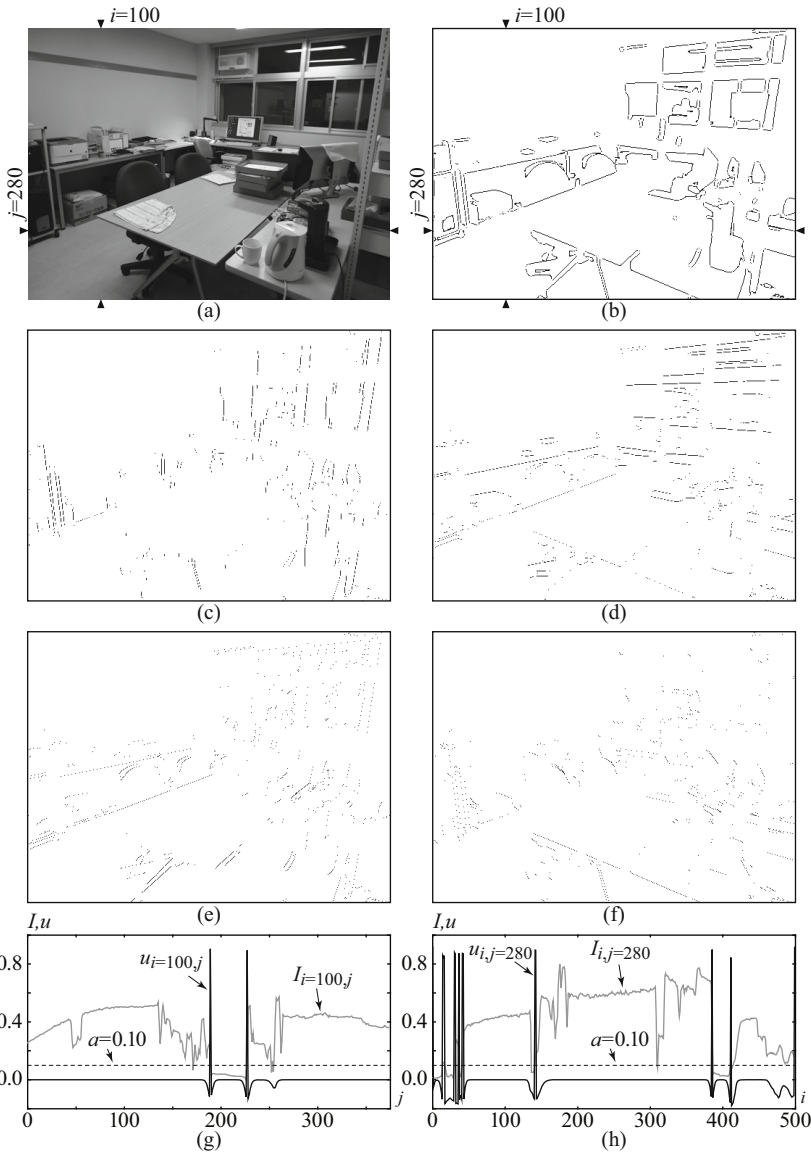 i=100
i=100
j=280
j=280
(a)
(b)
(c)
(d)
(e)
(f)
I,u
I,u
0.8
0.4
0.0
u_{i=100,j}
I_{i=100,j}
a=0.10
0
100
200
300
j
(g)
0.8
0.4
0.0
u_{i,j=280}
I_{i,j=280}
a=0.10
0
100
200
300
400
500
i
(h)